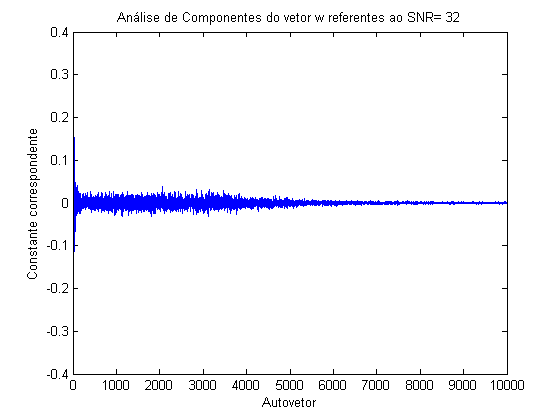 Análise de Componentes do vetor w referentes ao SNR= 32
0.4
0.3
0.2
0.1
0
-0.1
-0.2
-0.3
-0.4
Constante correspondente
0 1000 2000 3000 4000 5000 6000 7000 8000 9000 10000
Autovetor